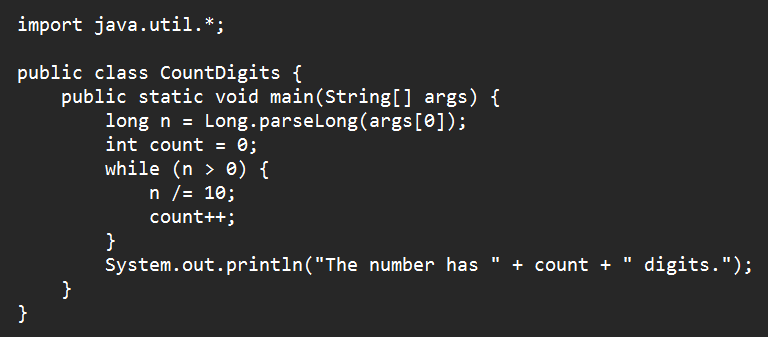 import java.util.*;

public class CountDigits {
    public static void main(String[] args) {
        long n = Long.parseLong(args[0]);
        int count = 0;
        while (n > 0) {
            n /= 10;
            count++;
        }
        System.out.println("The number has " + count + " digits.");
    }
}